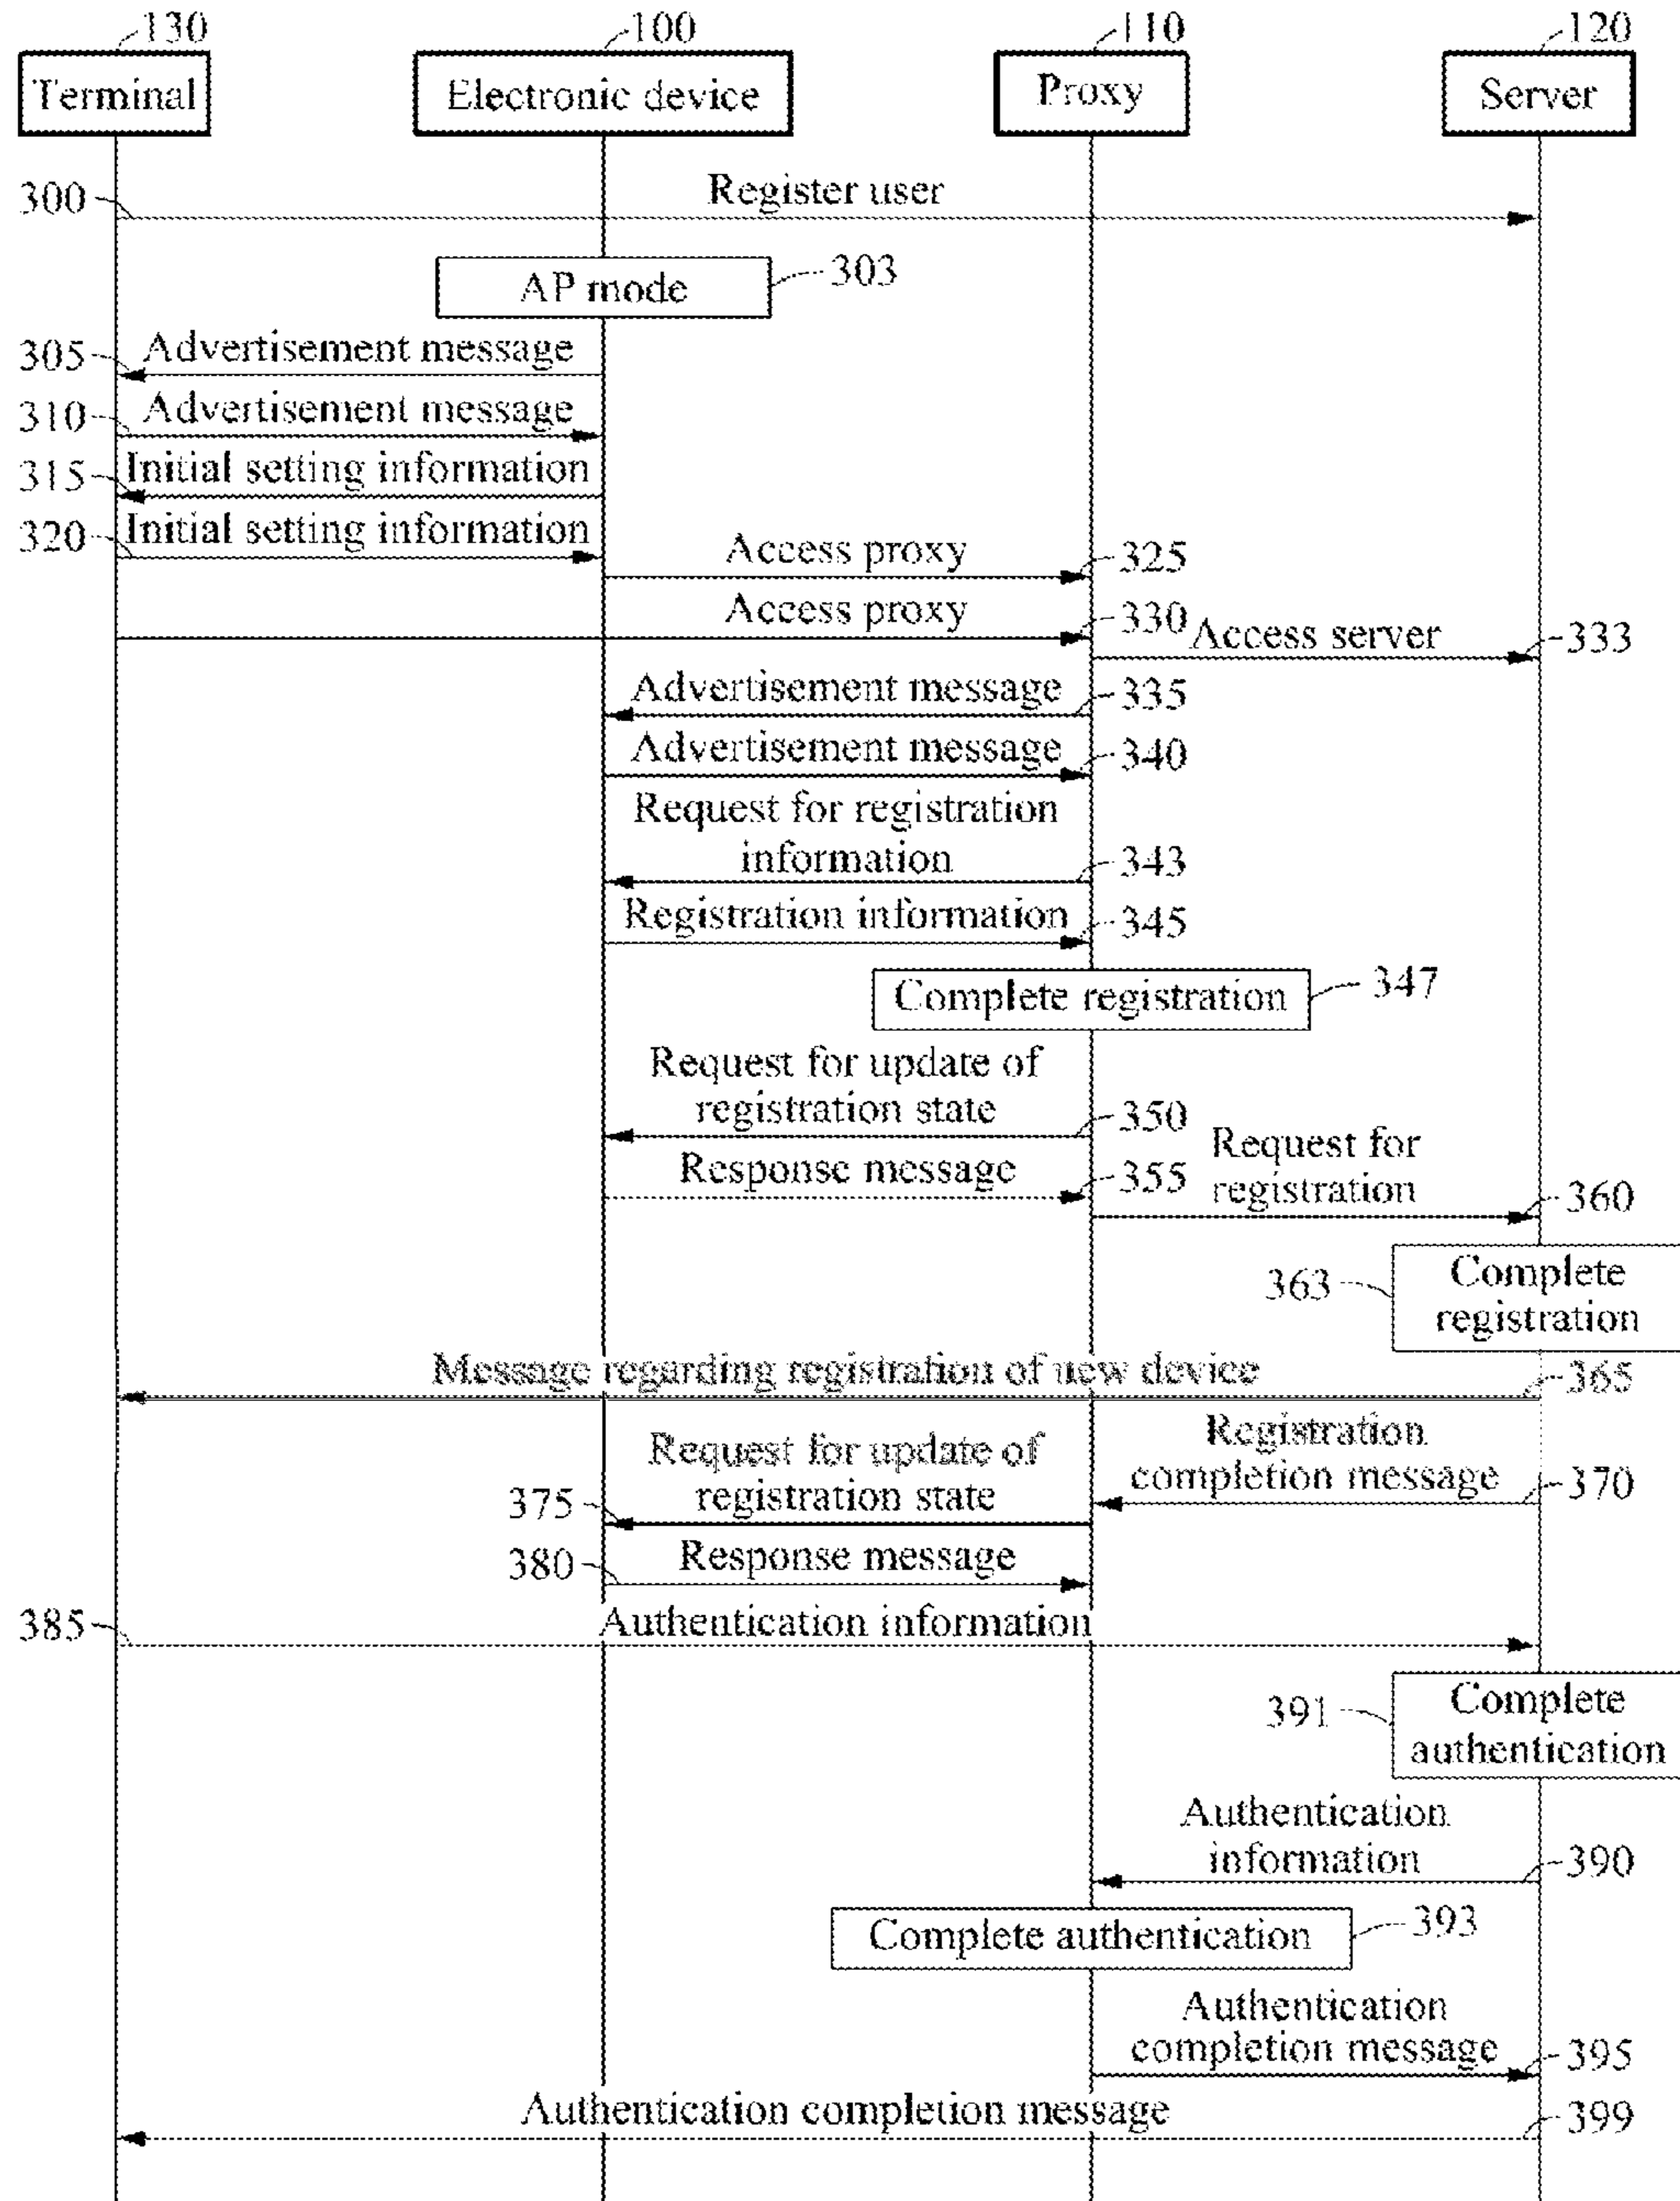 130
100
110
120
Terminal
Electronic device
Proxy
Server
Register user
300
AP mode
303
305
Advertisement message
310
Advertisement message
315
Initial setting information
320
Initial setting information
Access proxy
325
Access proxy
330
Access server
333
Advertisement message
335
Advertisement message
340
Request for registration
information
343
Registration information
345
Complete registration
347
Request for update of
registration state
350
Response message
355
Request for
registration
360
363
Complete
registration
Message regarding registration of new device
365
Registration
completion message
370
Request for update of
registration state
375
380
Response message
385
Authentication information
391
Complete
authentication
Authentication
information
390
Complete authentication
393
Authentication
completion message
395
Authentication completion message
399